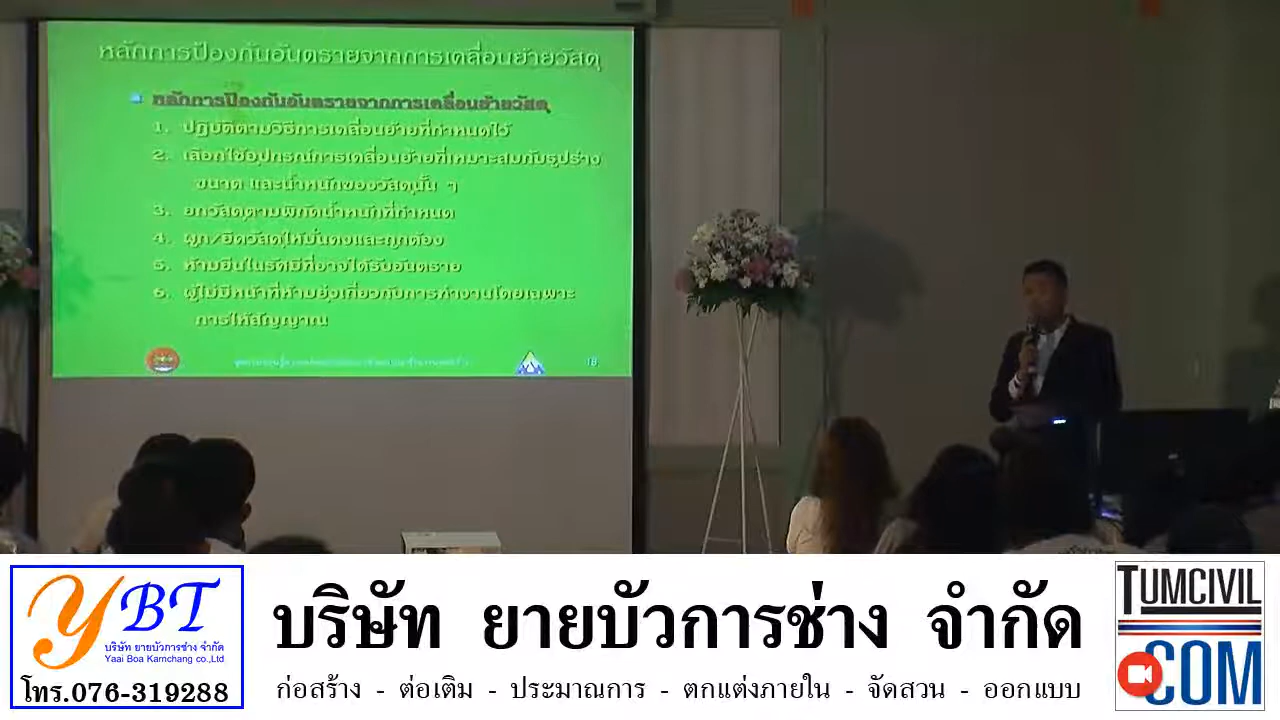 หลักการป้องกันอันตรายจากการเคลื่อนย้ายวัสดุ
หลักการป้องกันอันตรายจากการเคลื่อนย้ายวัสดุ
1. ปฏิบัติตามวิธีการเคลื่อนย้ายที่กำหนดไว้
2. เลือกใช้อุปกรณ์การเคลื่อนย้ายที่เหมาะสมกับรูปร่าง
ขนาด และน้ำหนักของวัสดุนั้น ๆ
3. ยกวัสดุตามพิกัดน้ำหนักที่กำหนด
4. ผูก/ยึดวัสดุให้มั่นคงและถูกต้อง
5. ห้ามยืนในรัศมีที่อาจได้รับอันตราย
6. ผู้ไม่มีหน้าที่ห้ามยุ่งเกี่ยวกับการทำงานโดยเฉพาะ
การให้สัญญาณ
18
YBT
บริษัท ยายบัวการช่าง จำกัด
Yaai Boa Kamchang co.,Ltd
โทร.076-319288
บริษัท ยายบัวการช่าง จำกัด
ก่อสร้าง - ต่อเติม - ประมาณการ - ตกแต่งภายใน - จัดสวน - ออกแบบ
TUMCIVIL
.COM